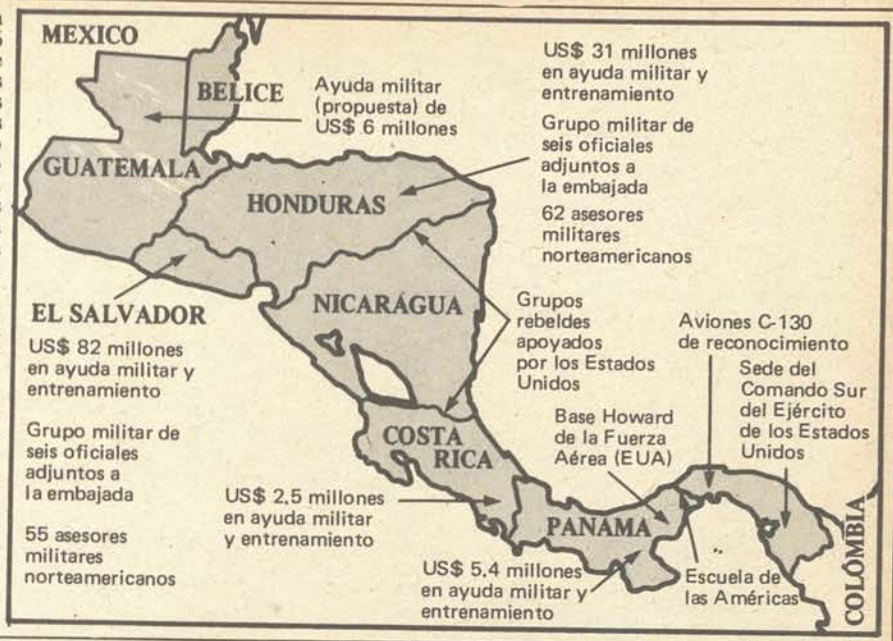 MEXICO
BELICE
GUATEMALA
Ayuda militar
(propuesta) de
US$ 6 millones
US$ 31 millones
en ayuda militar y
entrenamiento
Grupo militar de
seis oficiales
adjuntos a
la embajada
62 asesores
militares
norteamericanos
HONDURAS
EL SALVADOR
US$ 82 millones
en ayuda militar y
entrenamiento
Grupo militar de
seis oficiales
adjuntos a
la embajada
55 asesores
militares
norteamericanos
NICARÁGUA
Grupos
rebeldes
apoyados
por los Estados
Unidos
Aviones C-130
de reconocimiento
Sede del
Comando Sur
del Ejército
de los Estados
Unidos
Base Howard
de la Fuerza
Aérea (EUA)
COSTA
RICA
US$ 2.5 millones
en ayuda militar
y entrenamiento
PANAMA
US$ 5.4 millones
en ayuda militar y
entrenamiento
Escuela de
las Américas
COLÓMBIA